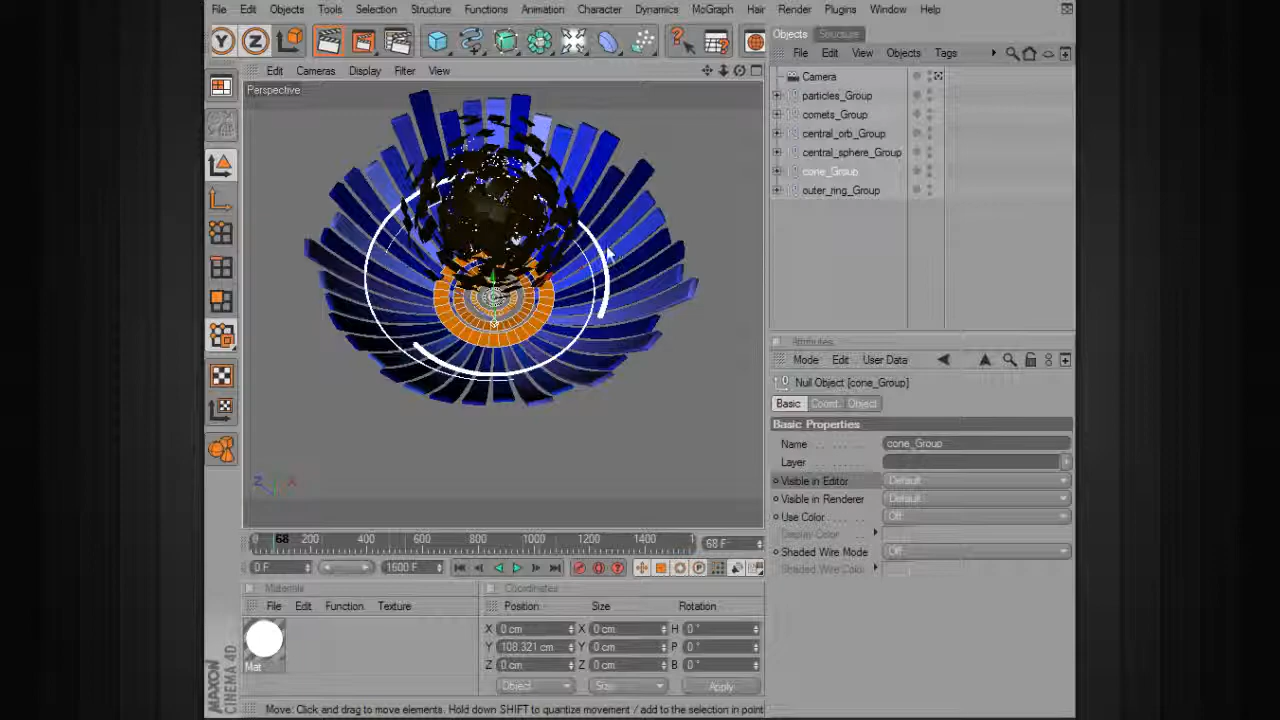 File Edit Objects Tools Selection Structure Functions Animation Character Dynamics MoGraph Hair Render Plugins Window Help
Objects Structure
File Edit View Objects Tags
Edit Cameras Display Filter View
Perspective
Camera
particles_Group
comets_Group
central_orb_Group
central_sphere_Group
cone_Group
outer_ring_Group
Attributes
Mode Edit User Data
Null Object [cone_Group]
Basic Coord. Object
Basic Properties
Name cone_Group
Layer
Visible in Editor Default
Visible in Renderer Default
Use Color Off
Display Color
Shaded Wire Mode Off
Shaded Wire Color
Z X
0 68 200 400 600 800 1000 1200 1400 1 68 F
0 F 1600 F
Materials
File Edit Function Texture
Mat
Coordinates
Position Size Rotation
X 0 cm X 0 cm H 0 °
Y 108.321 cm Y 0 cm P 0 °
Z 0 cm Z 0 cm B 0 °
Object Size Apply
MAXON
CINEMA 4D
Move: Click and drag to move elements. Hold down SHIFT to quantize movement / add to the selection in point